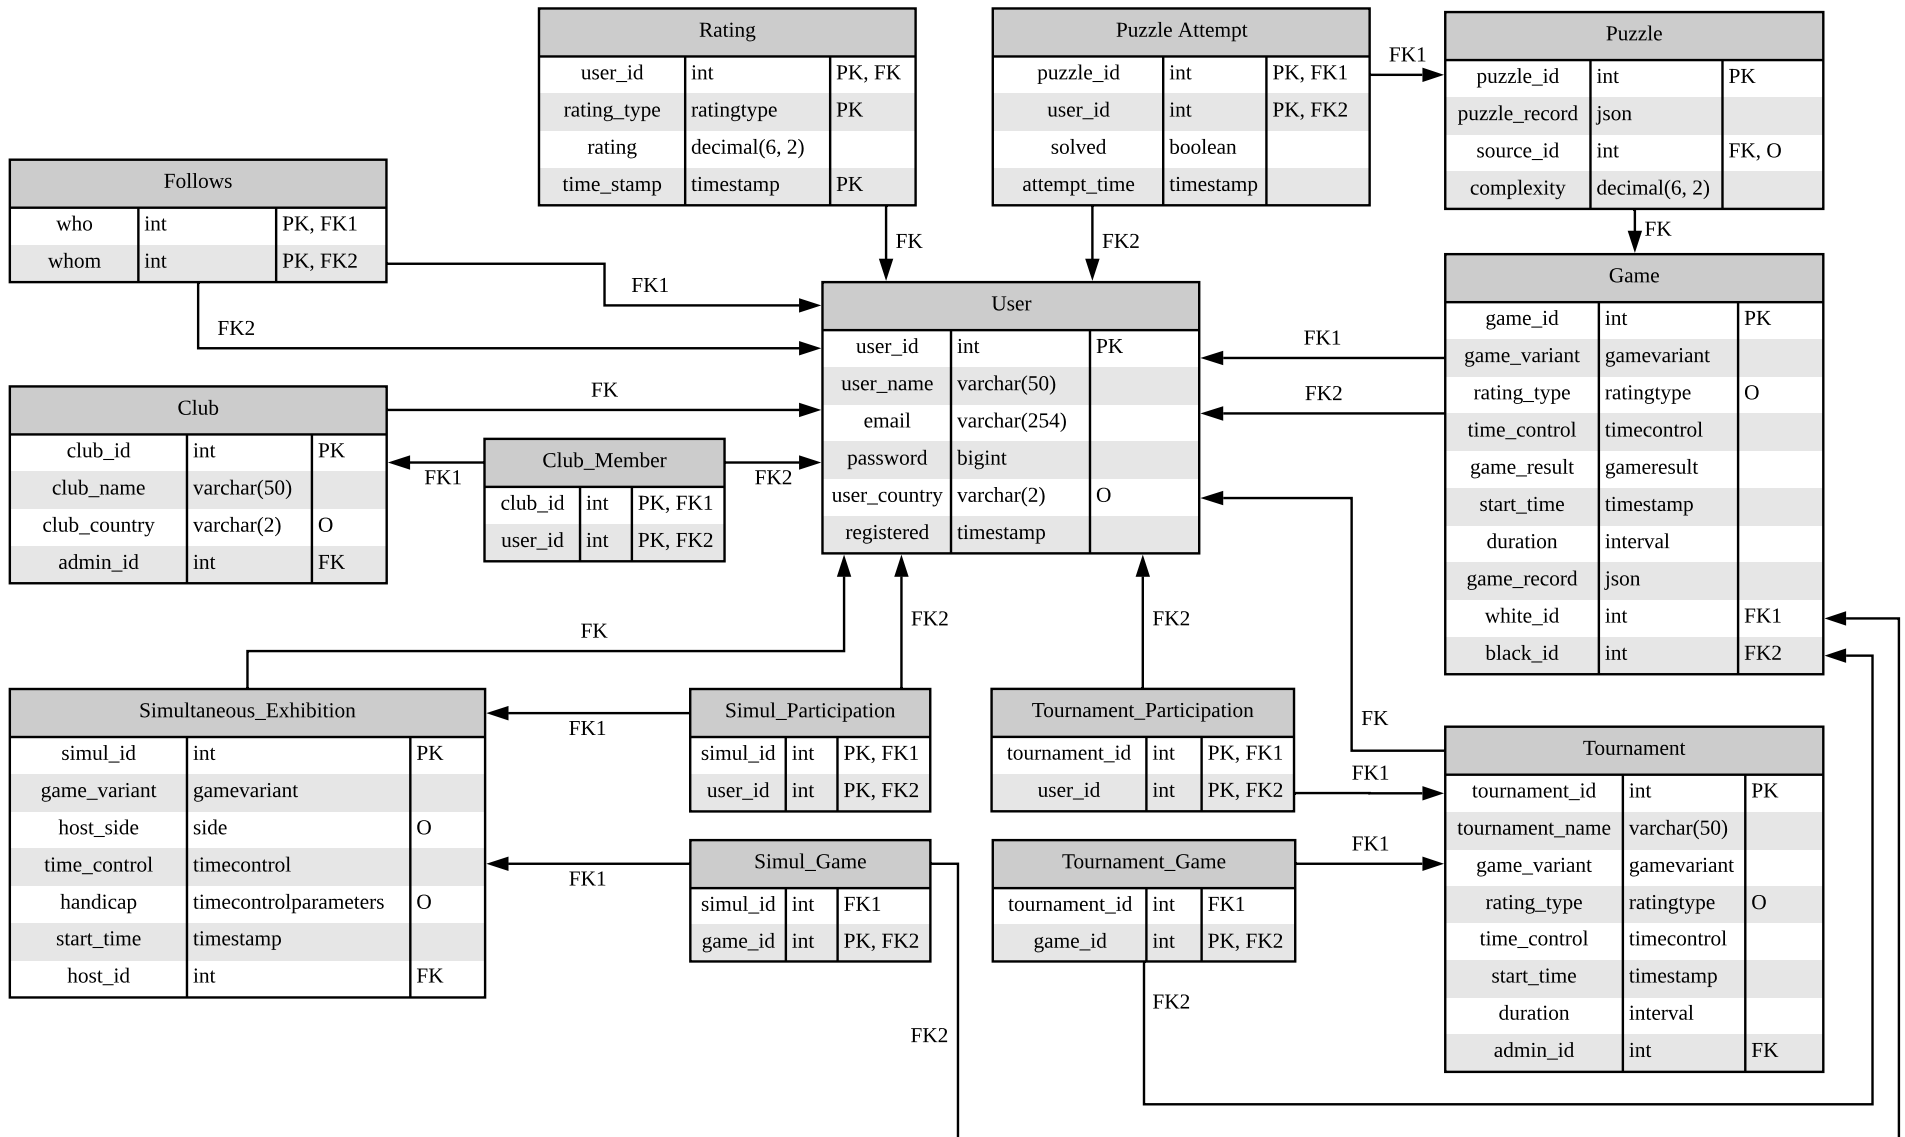 Rating
user_id int PK, FK
rating_type ratingtype PK
rating decimal(6, 2)
time_stamp timestamp PK
Puzzle Attempt
puzzle_id int PK, FK1
user_id int PK, FK2
solved boolean
attempt_time timestamp
FK1
Puzzle
puzzle_id int PK
puzzle_record json
source_id int FK, O
complexity decimal(6, 2)
Follows
who int PK, FK1
whom int PK, FK2
FK
FK2
FK
FK1
FK2
User
user_id int PK
user_name varchar(50)
email varchar(254)
password bigint
user_country varchar(2) O
registered timestamp
FK1
FK2
Game
game_id int PK
game_variant gamevariant
rating_type ratingtype O
time_control timecontrol
game_result gameresult
start_time timestamp
duration interval
game_record json
white_id int FK1
black_id int FK2
FK
Club
club_id int PK
club_name varchar(50)
club_country varchar(2) O
admin_id int FK
FK1
Club_Member
club_id int PK, FK1
user_id int PK, FK2
FK2
FK
FK2
FK2
FK
Simultaneous_Exhibition
simul_id int PK
game_variant gamevariant
host_side side O
time_control timecontrol
handicap timecontrolparameters O
start_time timestamp
host_id int FK
FK1
Simul_Participation
simul_id int PK, FK1
user_id int PK, FK2
Tournament_Participation
tournament_id int PK, FK1
user_id int PK, FK2
FK1
FK1
Simul_Game
simul_id int FK1
game_id int PK, FK2
Tournament_Game
tournament_id int FK1
game_id int PK, FK2
FK1
Tournament
tournament_id int PK
tournament_name varchar(50)
game_variant gamevariant
rating_type ratingtype O
time_control timecontrol
start_time timestamp
duration interval
admin_id int FK
FK2
FK2